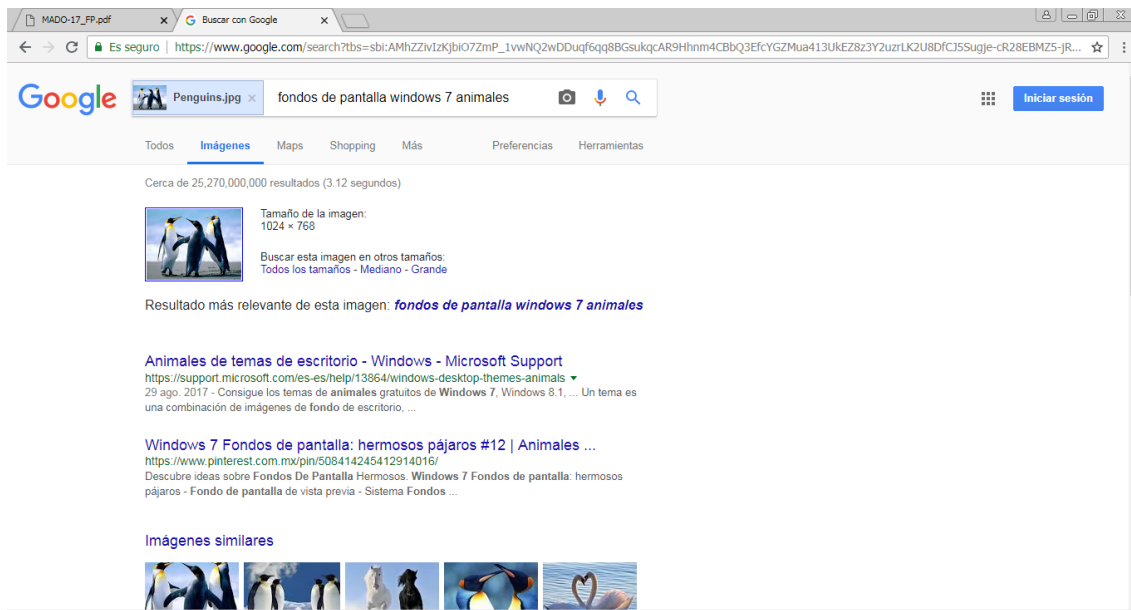 MADO-17_FP.pdf
Buscar con Google
Es seguro
https://www.google.com/search?tbs=sbi:AMhZZivIzKjbiO7ZmP_1vwNQ2wDDuqf6qq8BGsukqcAR9Hhnm4CBbQ3EfcYGZMua413UkEZ8z3Y2uzrLK2U8DfCJ5Sugje-cR28EBMZ5-jR...
Google
Penguins.jpg
fondos de pantalla windows 7 animales
Iniciar sesión
Todos Imágenes Maps Shopping Más Preferencias Herramientas
Cerca de 25,270,000,000 resultados (3.12 segundos)
Tamaño de la imagen:
1024 × 768
Buscar esta imagen en otros tamaños:
Todos los tamaños - Mediano - Grande
Resultado más relevante de esta imagen: fondos de pantalla windows 7 animales
Animales de temas de escritorio - Windows - Microsoft Support
https://support.microsoft.com/es-es/help/13864/windows-desktop-themes-animals
29 ago. 2017 - Consigue los temas de animales gratuitos de Windows 7, Windows 8.1, ... Un tema es
una combinación de imágenes de fondo de escritorio, ...
Windows 7 Fondos de pantalla: hermosos pájaros #12 | Animales ...
https://www.pinterest.com.mx/pin/508414245412914016/
Descubre ideas sobre Fondos De Pantalla Hermosos. Windows 7 Fondos de pantalla: hermosos
pájaros - Fondo de pantalla de vista previa - Sistema Fondos ...
Imágenes similares